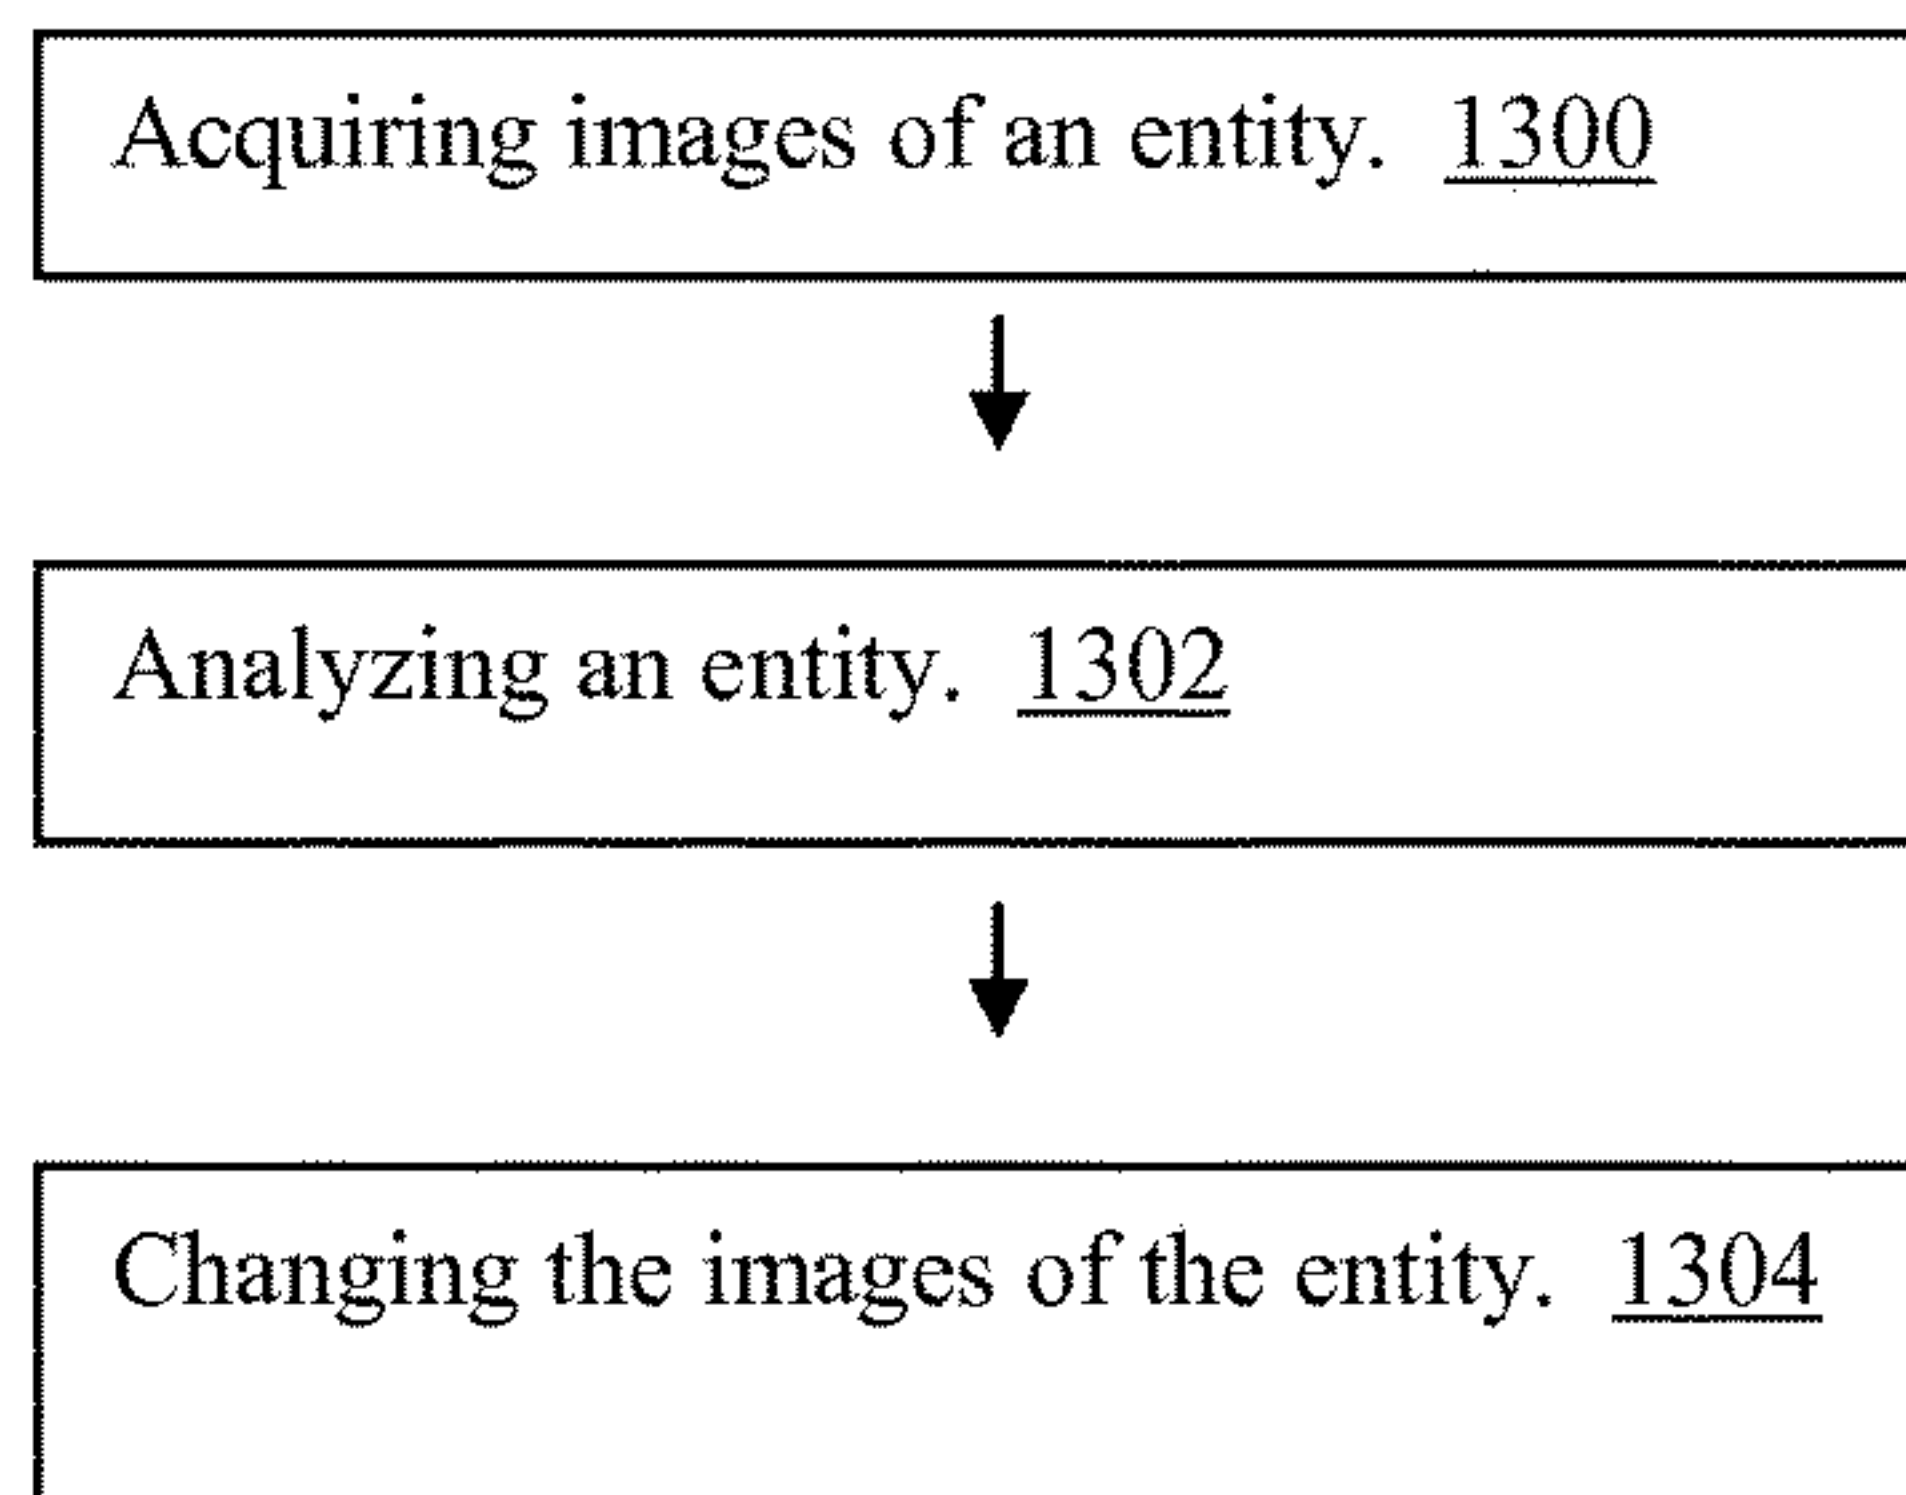 Acquiring images of an entity. 1300
Analyzing an entity. 1302
Changing the images of the entity. 1304